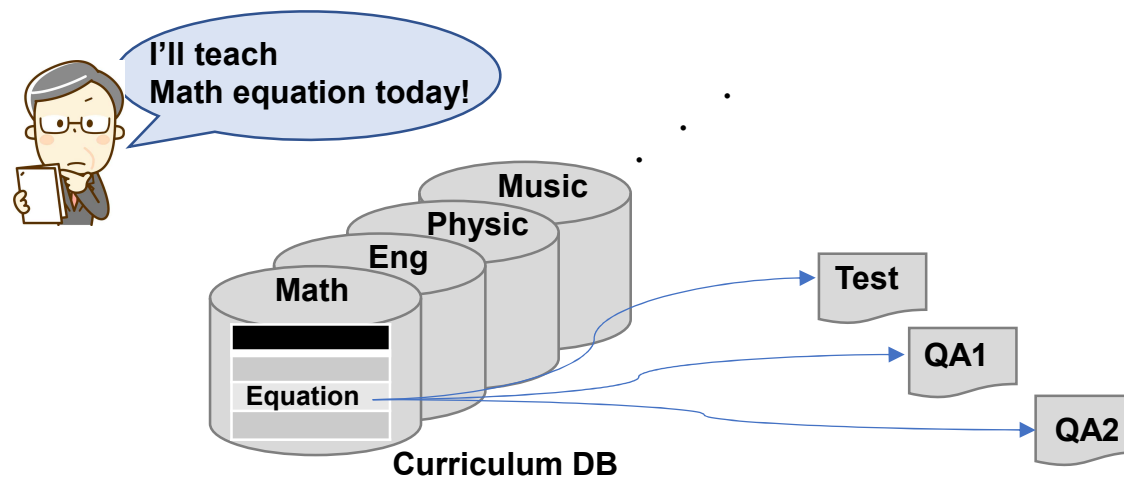 I'll teach
Math equation today!
Music
Physic
Eng
Math
Test
QA1
Equation
QA2
Curriculum DB